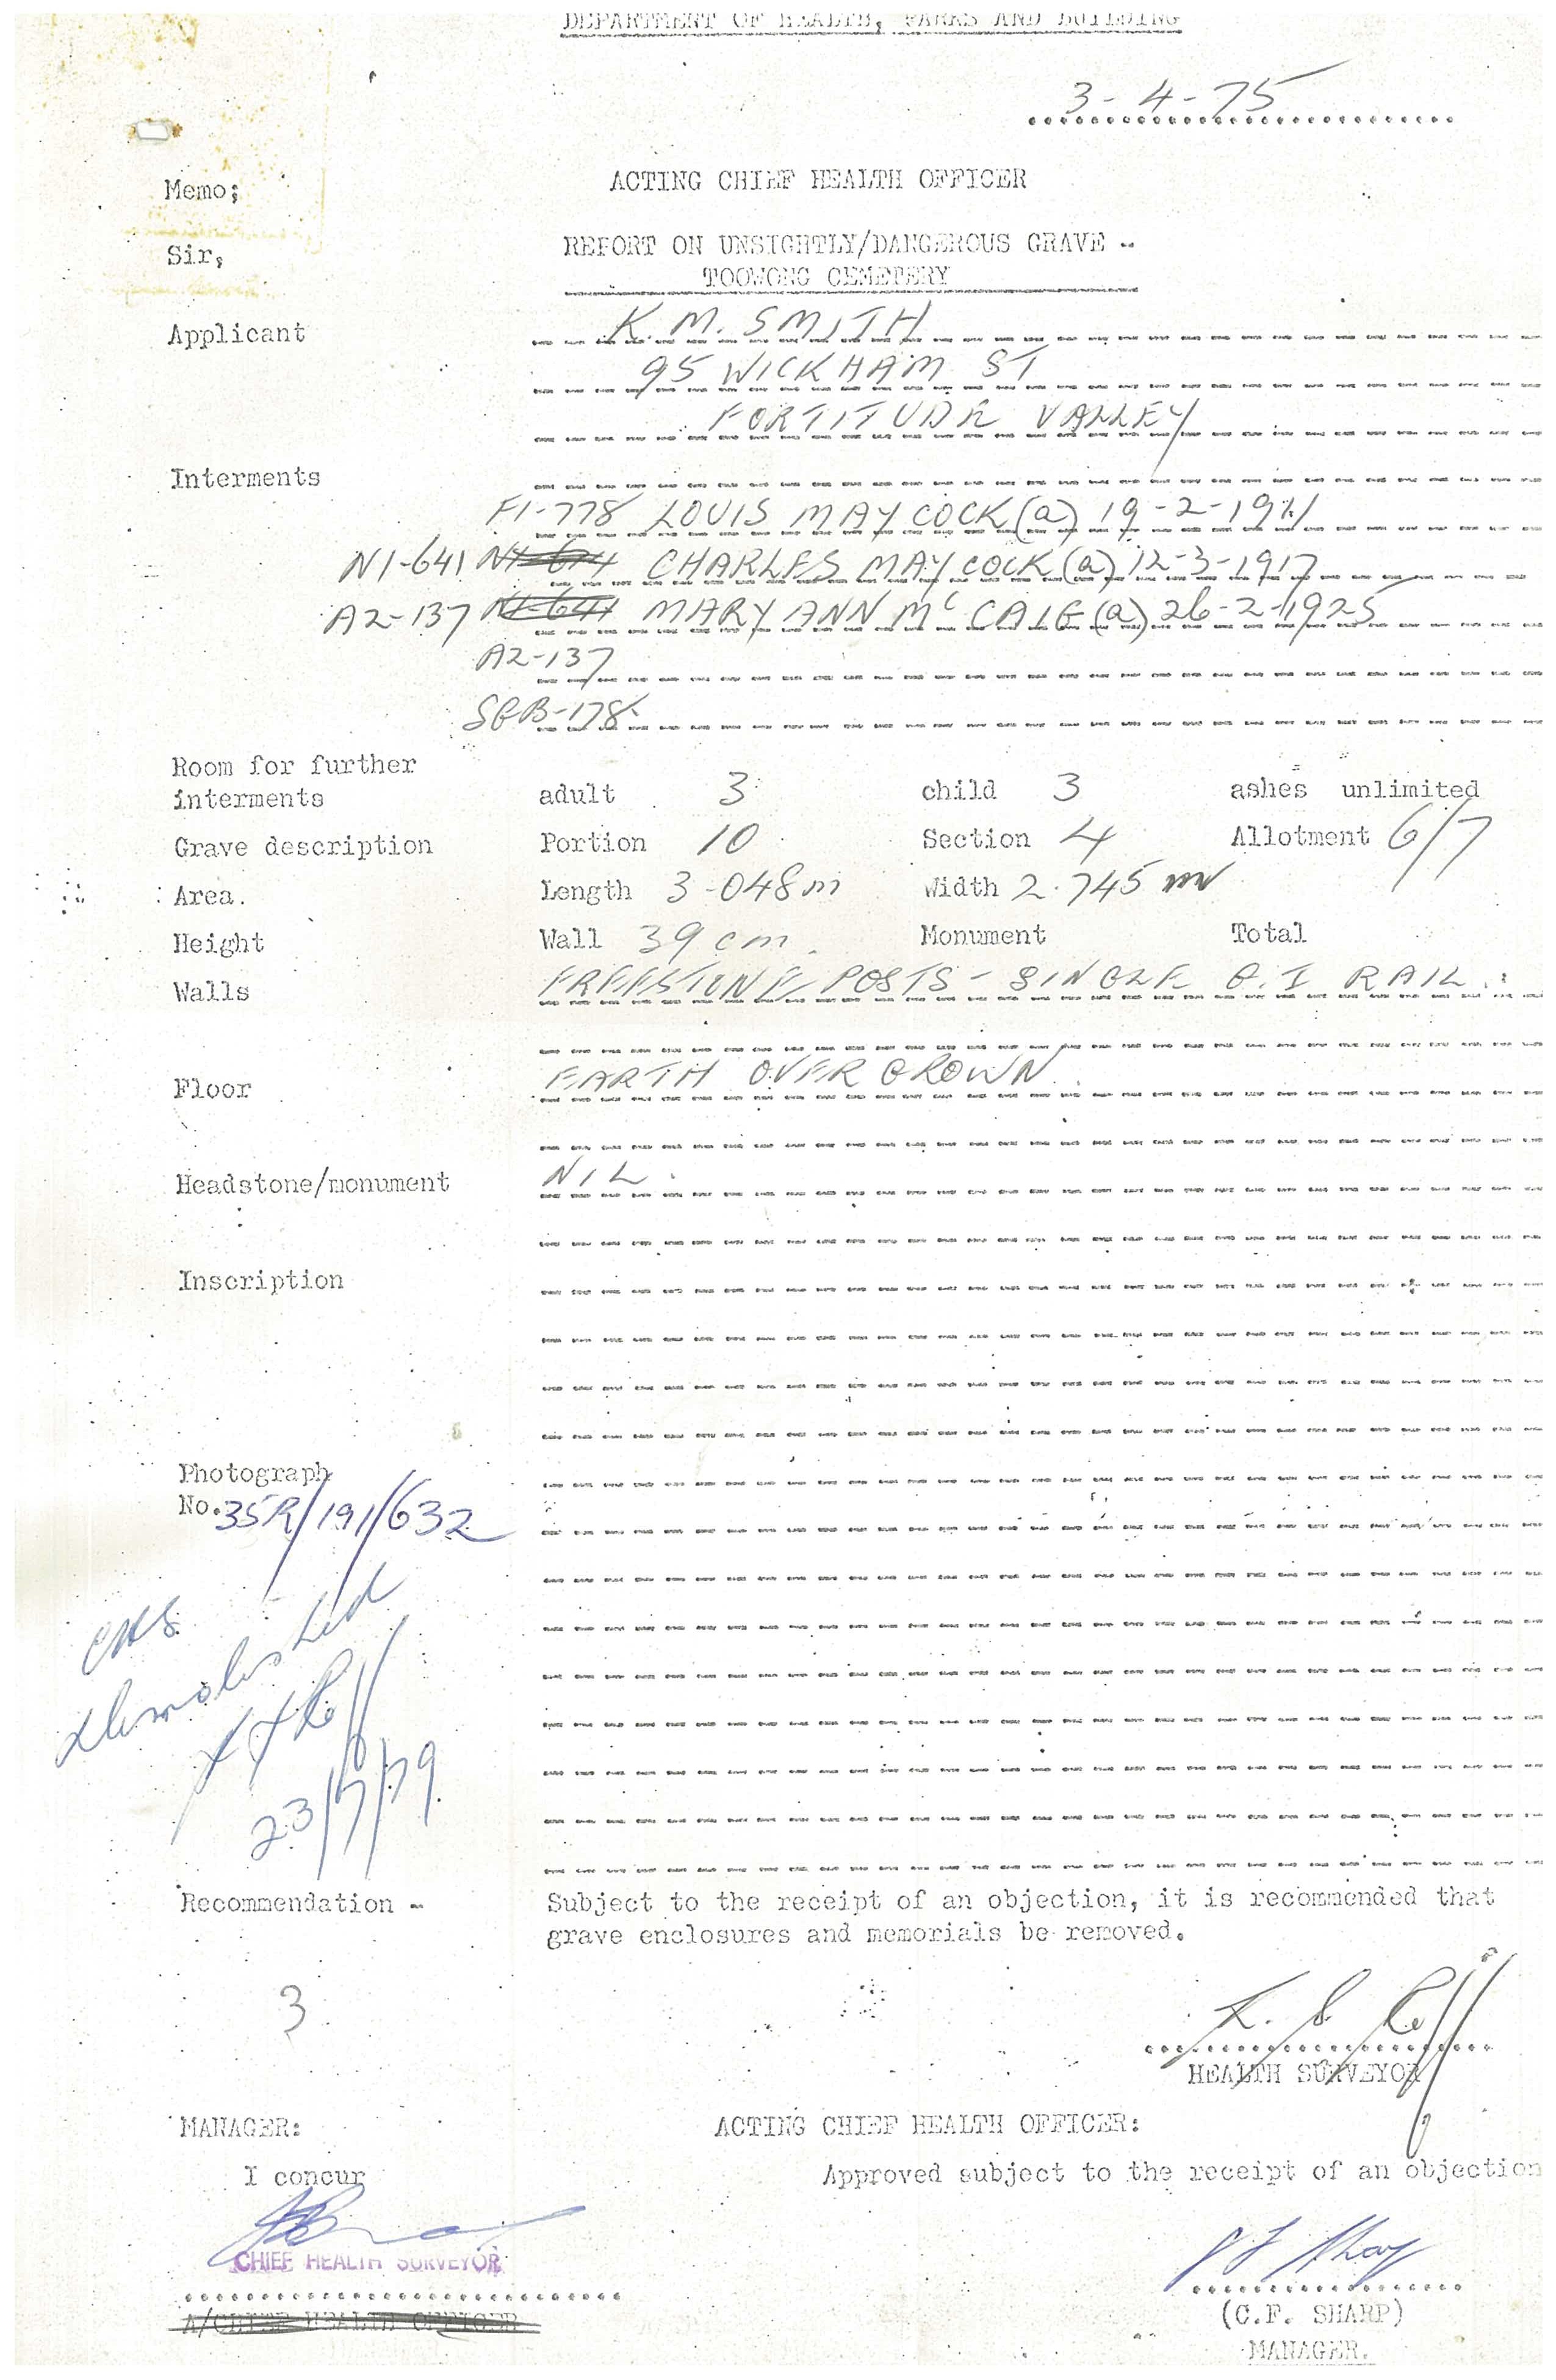 DEPARTMENT OF HEALTH, PARKS AND BUILDING
3-4-75
Memo; ACTING CHIEF HEALTH OFFICER
Sir, REPORT ON UNSIGHTLY/DANGEROUS GRAVE -
TOOWONG CEMETERY
Applicant K. M. SMITH
95 WICKHAM ST
FORTITUDE VALLEY
Interments
F1-778 LOUIS MAYCOCK (a) 19-2-1911
N1-641 N1-674 CHARLES MAYCOCK (a) 12-3-1917
A2-137 N1-641 MARY ANN Mc CAIG (a) 26-2-1925
A2-137
SGB-178
Room for further
interments adult 3 child 3 ashes unlimited
Grave description Portion 10 Section 4 Allotment 6/7
Area. Length 3-048m Width 2.745 m
Height Wall 39 cm. Monument Total
Walls FREESTONE POSTS - SINGLE G.I RAIL.
Floor EARTH OVERGROWN.
Headstone/monument NIL.
Inscription
Photograph
No. 35R/191/632
CHS
demolished
23/7/79
Recommendation - Subject to the receipt of an objection, it is recommended that
grave enclosures and memorials be removed.
3
HEALTH SURVEYOR
MANAGER: ACTING CHIEF HEALTH OFFICER:
I concur Approved subject to the receipt of an objection
CHIEF HEALTH SURVEYOR
A/CHIEF HEALTH OFFICER
(C.F. SHARP)
MANAGER.